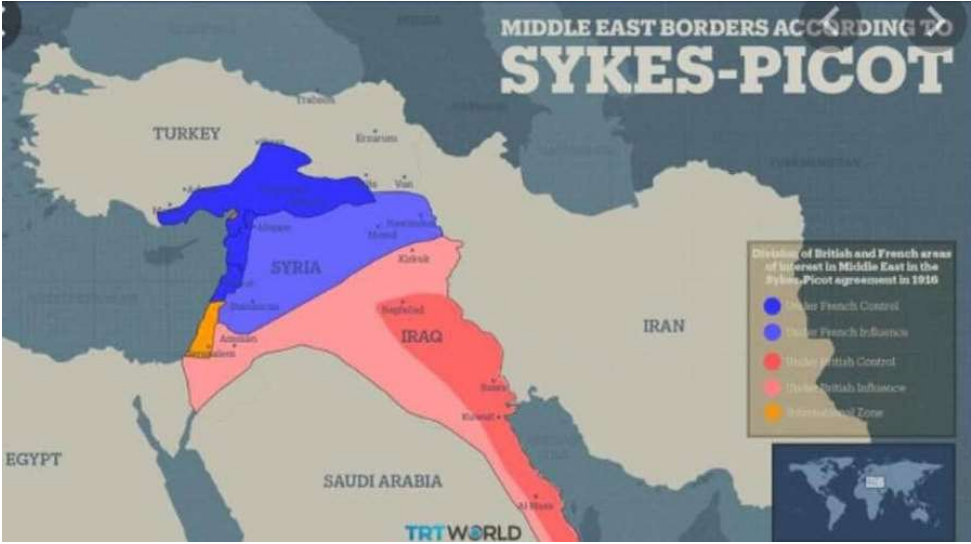 MIDDLE EAST BORDERS ACCORDING TO
SYKES-PICOT
Trabzon
TURKEY
Erzurum
Van
Aleppo
Mosul
Kirkuk
SYRIA
Damascus
Baghdad
IRAQ
IRAN
Amman
Jerusalem
Basra
Kuwait
EGYPT
SAUDI ARABIA
Al Hasa
Division of British and French areas
of interest in Middle East in the
Sykes-Picot agreement in 1916
Under French Control
Under French Influence
Under British Control
Under British Influence
International Zone
TRTWORLD